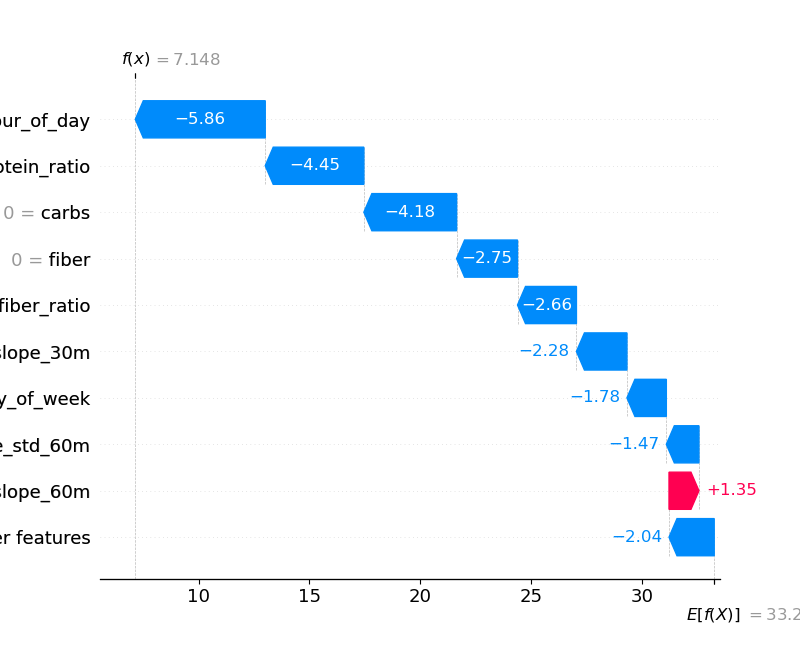 f(x) = 7.148
our_of_day −5.86
otein_ratio −4.45
0 = carbs −4.18
0 = fiber −2.75
fiber_ratio −2.66
slope_30m −2.28
y_of_week −1.78
e_std_60m −1.47
slope_60m +1.35
er features −2.04
10 15 20 25 30
E[f(X)] = 33.2